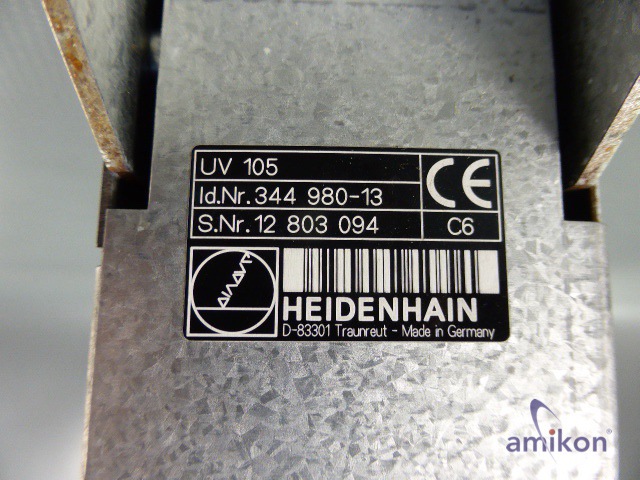 UV 105
Id.Nr. 344 980-13
S.Nr. 12 803 094
CE
C6
HEIDENHAIN
D-83301 Traunreut - Made in Germany
amikon®